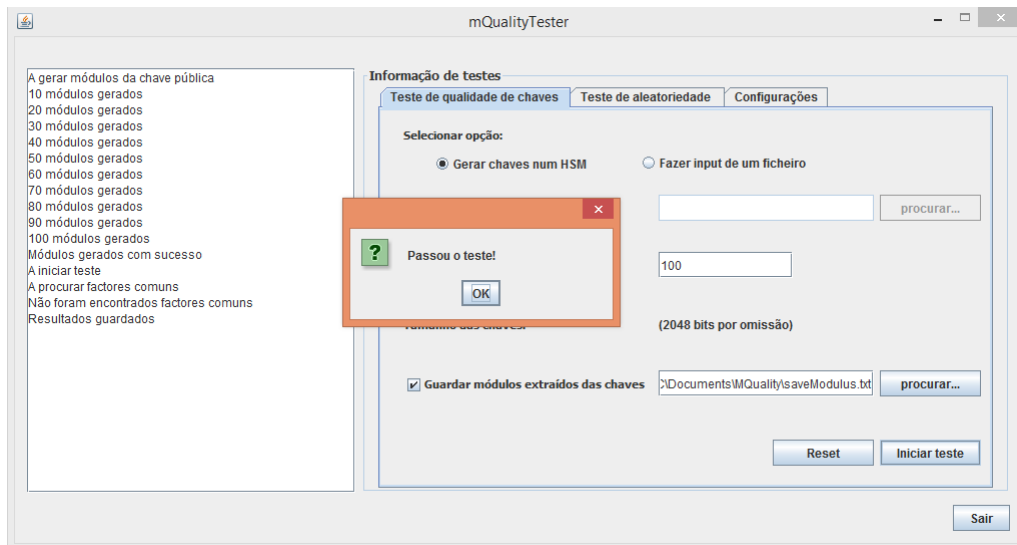 mQualityTester
A gerar módulos da chave pública
10 módulos gerados
20 módulos gerados
30 módulos gerados
40 módulos gerados
50 módulos gerados
60 módulos gerados
70 módulos gerados
80 módulos gerados
90 módulos gerados
100 módulos gerados
Módulos gerados com sucesso
A iniciar teste
A procurar factores comuns
Não foram encontrados factores comuns
Resultados guardados
Informação de testes
Teste de qualidade de chaves Teste de aleatoriedade Configurações
Selecionar opção:
Gerar chaves num HSM Fazer input de um ficheiro
procurar...
Passou o teste!
OK
100
Tamanho das chaves: (2048 bits por omissão)
Guardar módulos extraídos das chaves \Documents\MQuality\saveModulus.txt procurar...
Reset Iniciar teste
Sair